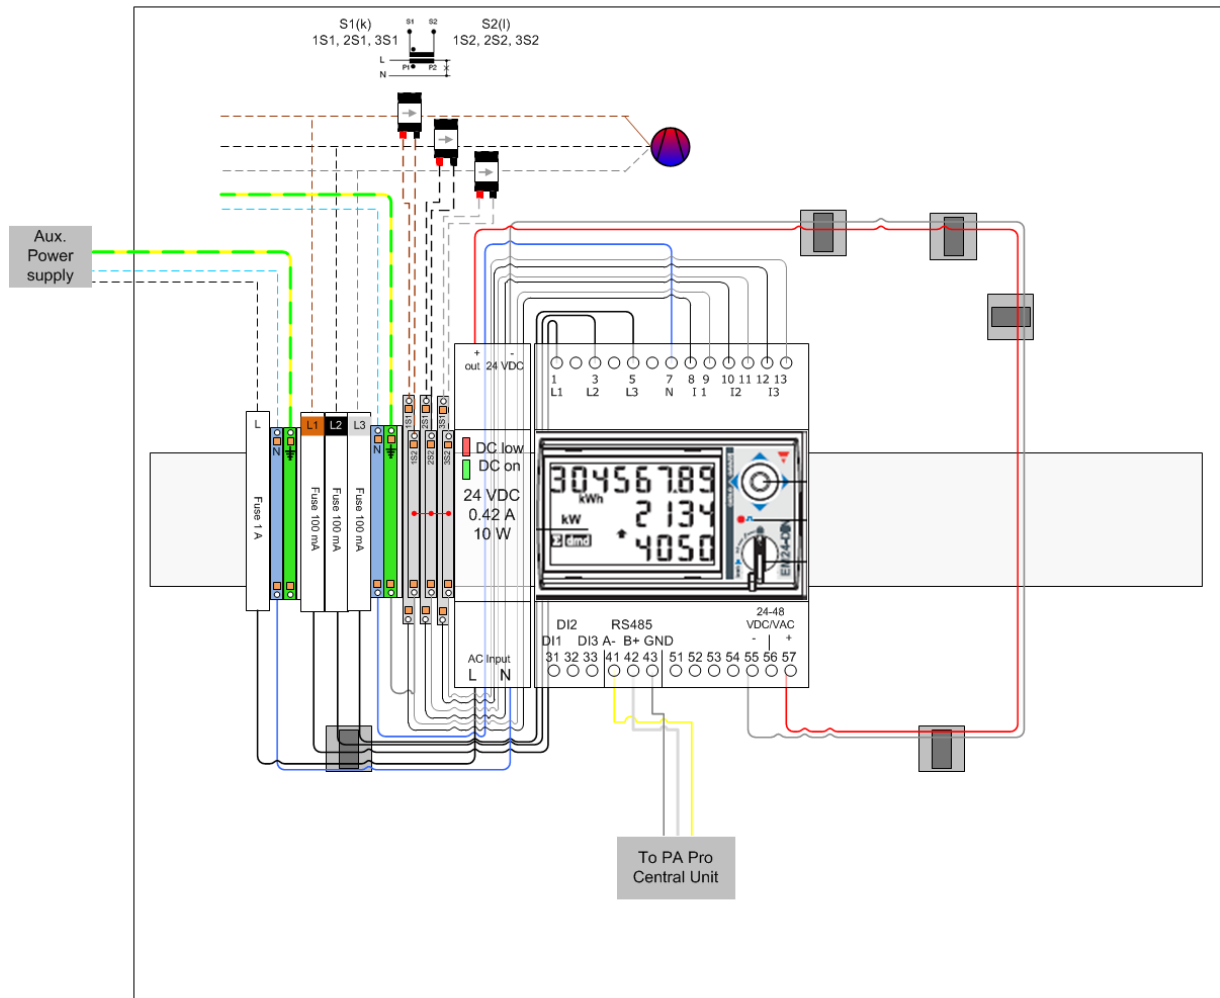 S1(k)
1S1, 2S1, 3S1
S1 S2
S2(l)
1S2, 2S2, 3S2
L
P1 P2
N
Aux.
Power
supply
+ -
out 24 VDC
1 3 5 7 8 9 10 11 12 13
L1 L2 L3 N I 1 I2 I3
L
N
Fuse 1 A
L1 L2 L3
Fuse 100 mA
Fuse 100 mA
Fuse 100 mA
N
1S1
2S1
3S1
1S2
2S2
3S2
DC low
DC on
24 VDC
0.42 A
10 W
304567.89
kWh
2134
kW
Σ dmd
4050
EM24-DIN
AC Input
L N
DI2 RS485
DI1 DI3 A- B+ GND
24-48
VDC/VAC
- +
31 32 33 41 42 43 51 52 53 54 55 56 57
To PA Pro
Central Unit